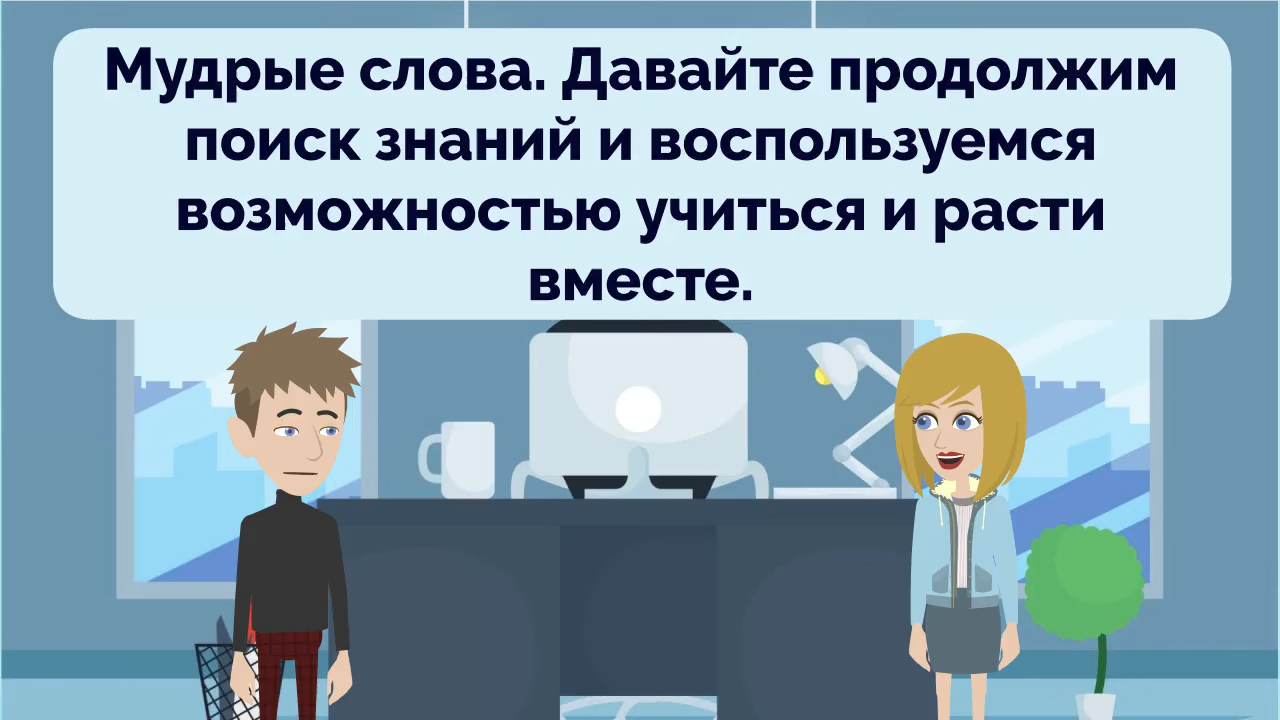 Мудрые слова. Давайте продолжим
поиск знаний и воспользуемся
возможностью учиться и расти
вместе.